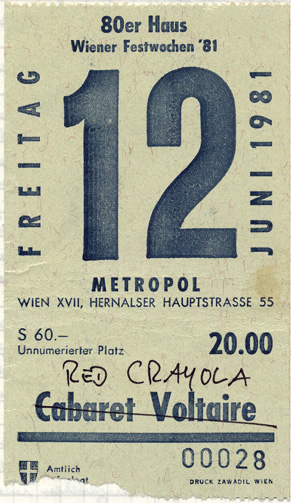 80er Haus
Wiener Festwochen '81
FREITAG
12
JUNI 1981
METROPOL
WIEN XVII, HERNALSER HAUPTSTRASSE 55
S 60.–
Unnumerierter Platz
20.00
RED CRAYOLA
Cabaret Voltaire
00028
Amtlich
DRUCK ZAWADIL WIEN